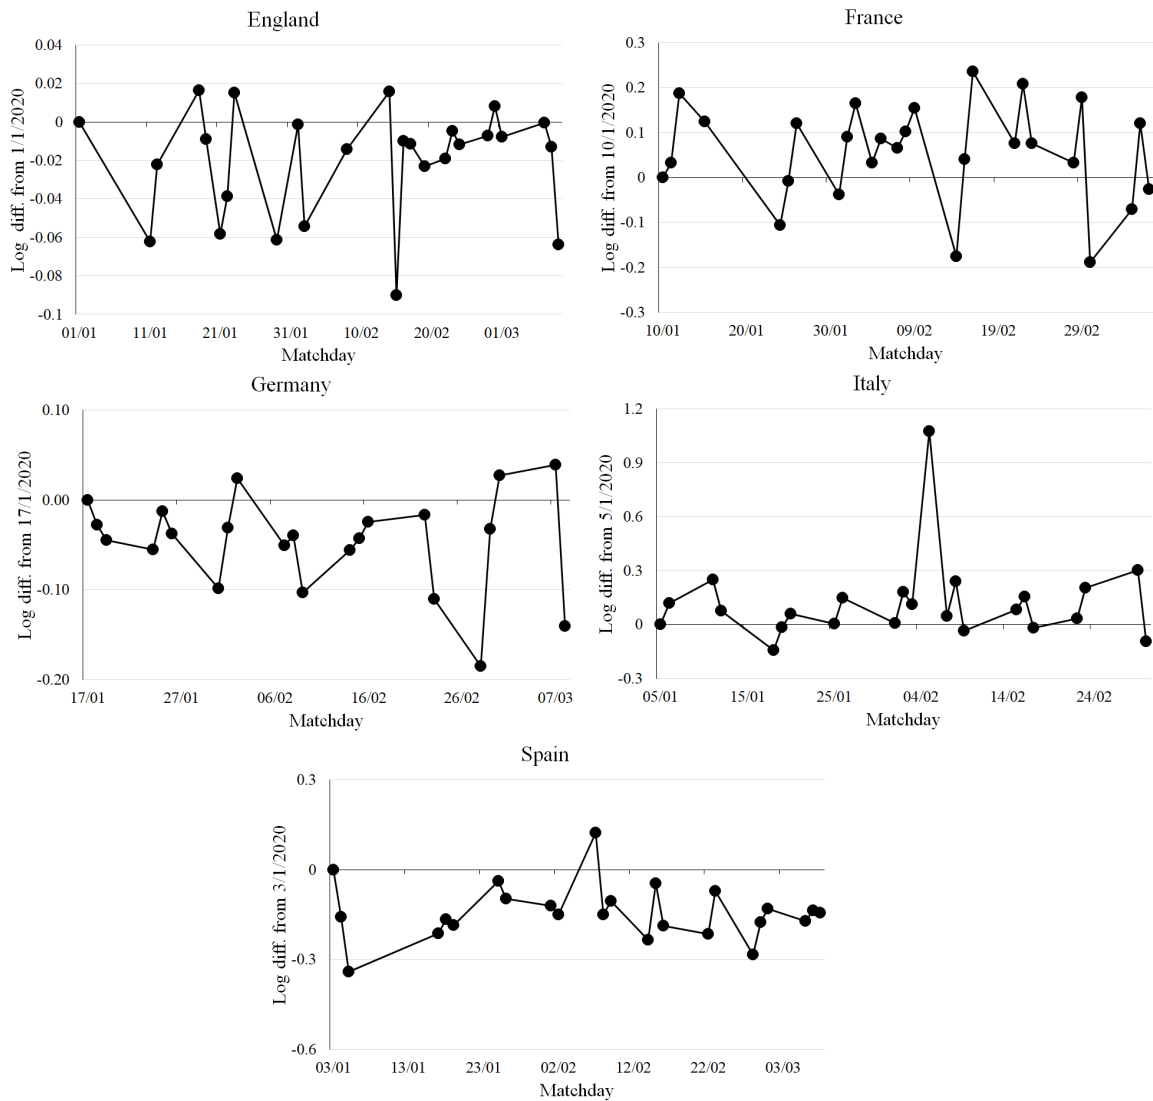 England
0.04
0.02
0
-0.02
-0.04
-0.06
-0.08
-0.1
Log diff. from 1/1/2020
01/01 11/01 21/01 31/01 10/02 20/02 01/03
Matchday
France
0.3
0.2
0.1
0
-0.1
-0.2
-0.3
Log diff. from 10/1/2020
10/01 20/01 30/01 09/02 19/02 29/02
Matchday
Germany
0.10
0.00
-0.10
-0.20
Log diff. from 17/1/2020
17/01 27/01 06/02 16/02 26/02 07/03
Matchday
Italy
1.2
0.9
0.6
0.3
0
-0.3
Log diff. from 5/1/2020
05/01 15/01 25/01 04/02 14/02 24/02
Matchday
Spain
0.3
0
-0.3
-0.6
Log diff. from 3/1/2020
03/01 13/01 23/01 02/02 12/02 22/02 03/03
Matchday